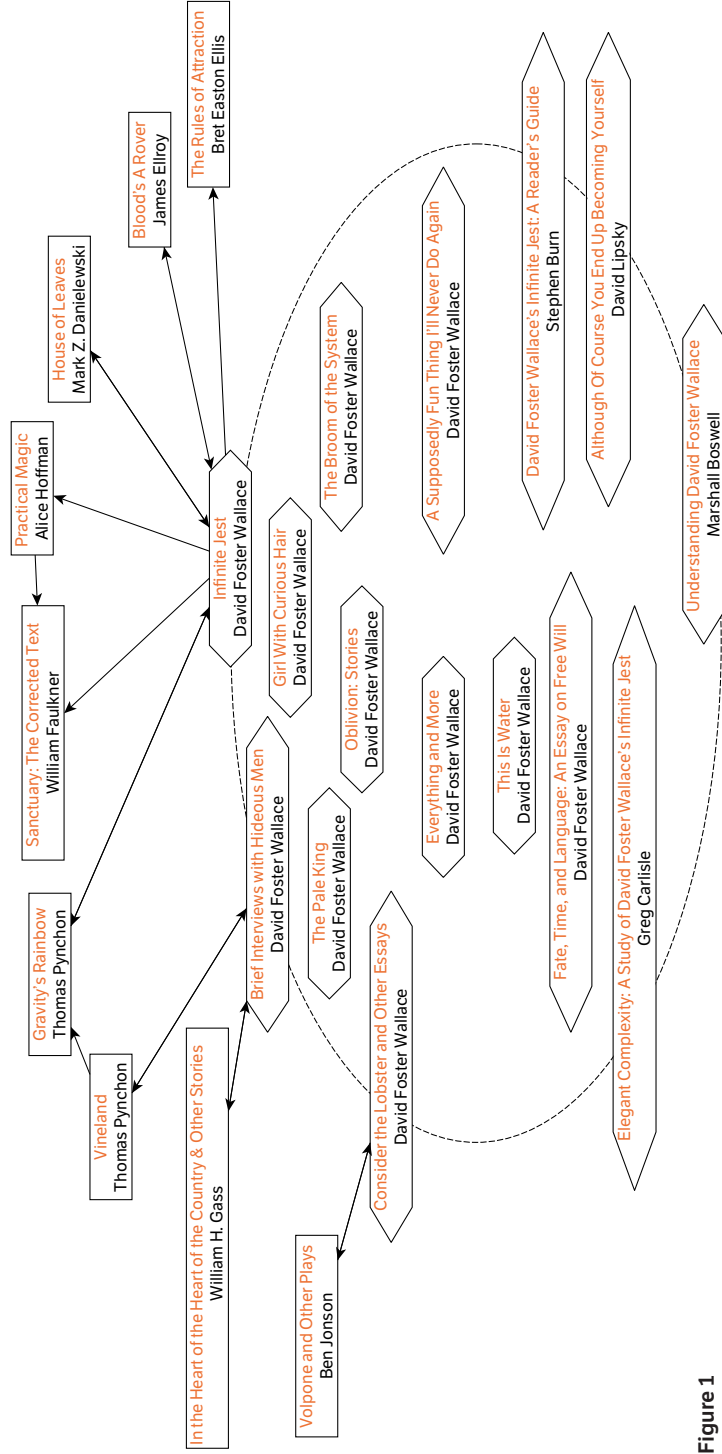 In the Heart of the Heart of the Country & Other Stories
William H. Gass
Vineland
Thomas Pynchon
Gravity's Rainbow
Thomas Pynchon
Sanctuary: The Corrected Text
William Faulkner
Practical Magic
Alice Hoffman
House of Leaves
Mark Z. Danielewski
Blood's A Rover
James Ellroy
The Rules of Attraction
Bret Easton Ellis
Volpone and Other Plays
Ben Jonson
Brief Interviews with Hideous Men
David Foster Wallace
Infinite Jest
David Foster Wallace
Girl With Curious Hair
David Foster Wallace
The Pale King
David Foster Wallace
Oblivion: Stories
David Foster Wallace
The Broom of the System
David Foster Wallace
Consider the Lobster and Other Essays
David Foster Wallace
Everything and More
David Foster Wallace
A Supposedly Fun Thing I'll Never Do Again
David Foster Wallace
This Is Water
David Foster Wallace
David Foster Wallace's Infinite Jest: A Reader's Guide
Stephen Burn
Fate, Time, and Language: An Essay on Free Will
David Foster Wallace
Although Of Course You End Up Becoming Yourself
David Lipsky
Elegant Complexity: A Study of David Foster Wallace's Infinite Jest
Greg Carlisle
Understanding David Foster Wallace
Marshall Boswell
Figure 1